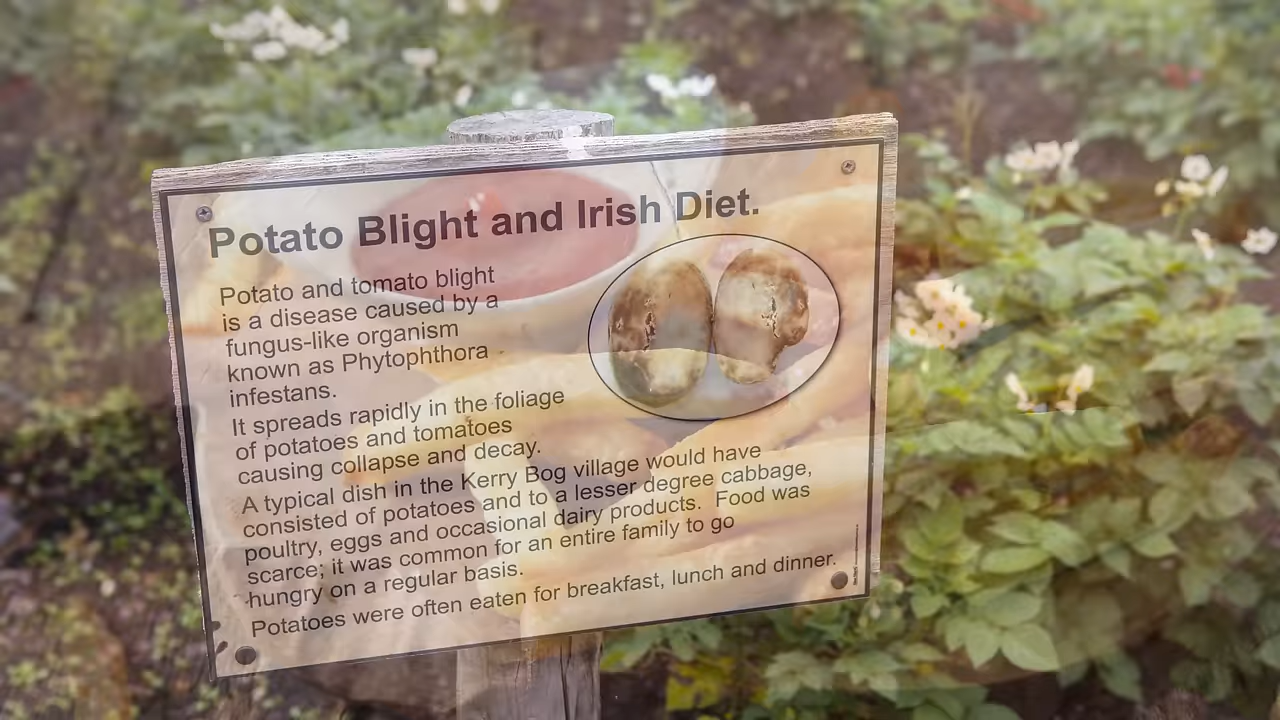 Potato Blight and Irish Diet.
Potato and tomato blight
is a disease caused by a
fungus-like organism
known as Phytophthora
infestans.
It spreads rapidly in the foliage
of potatoes and tomatoes
causing collapse and decay.
A typical dish in the Kerry Bog village would have
consisted of potatoes and to a lesser degree cabbage,
poultry, eggs and occasional dairy products. Food was
scarce; it was common for an entire family to go
hungry on a regular basis.
Potatoes were often eaten for breakfast, lunch and dinner.